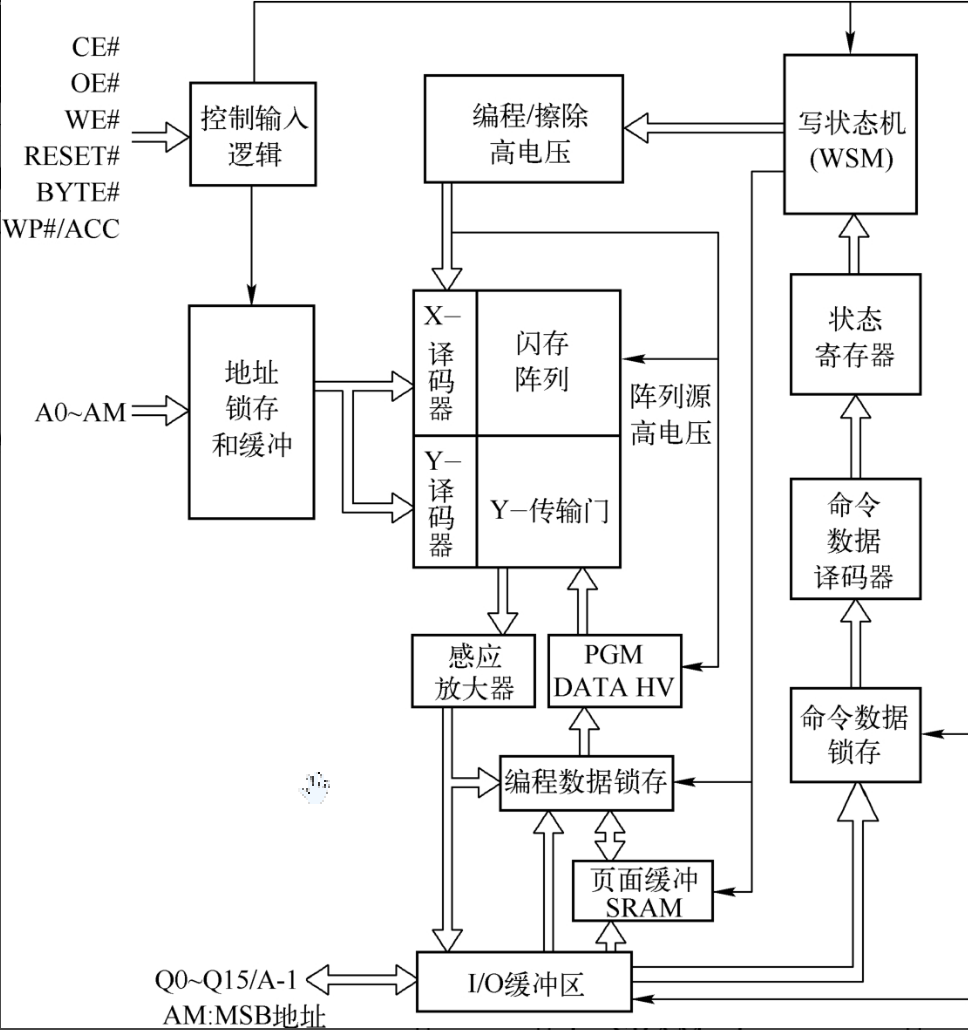 CE#
OE#
WE#
RESET#
BYTE#
WP#/ACC
控制输入
逻辑
编程/擦除
高电压
写状态机
(WSM)
A0~AM
地址
锁存
和缓冲
X-
译
码
器
闪存
阵列
阵列源
高电压
状态
寄存器
Y-
译
码
器
Y-传输门
命令
数据
译码器
感应
放大器
PGM
DATA HV
命令数据
锁存
编程数据锁存
页面缓冲
SRAM
Q0~Q15/A-1
I/O缓冲区
AM:MSB地址